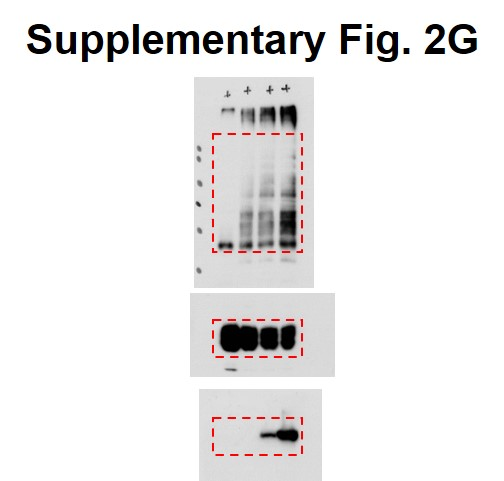 Supplementary Fig. 2G
+ + + +